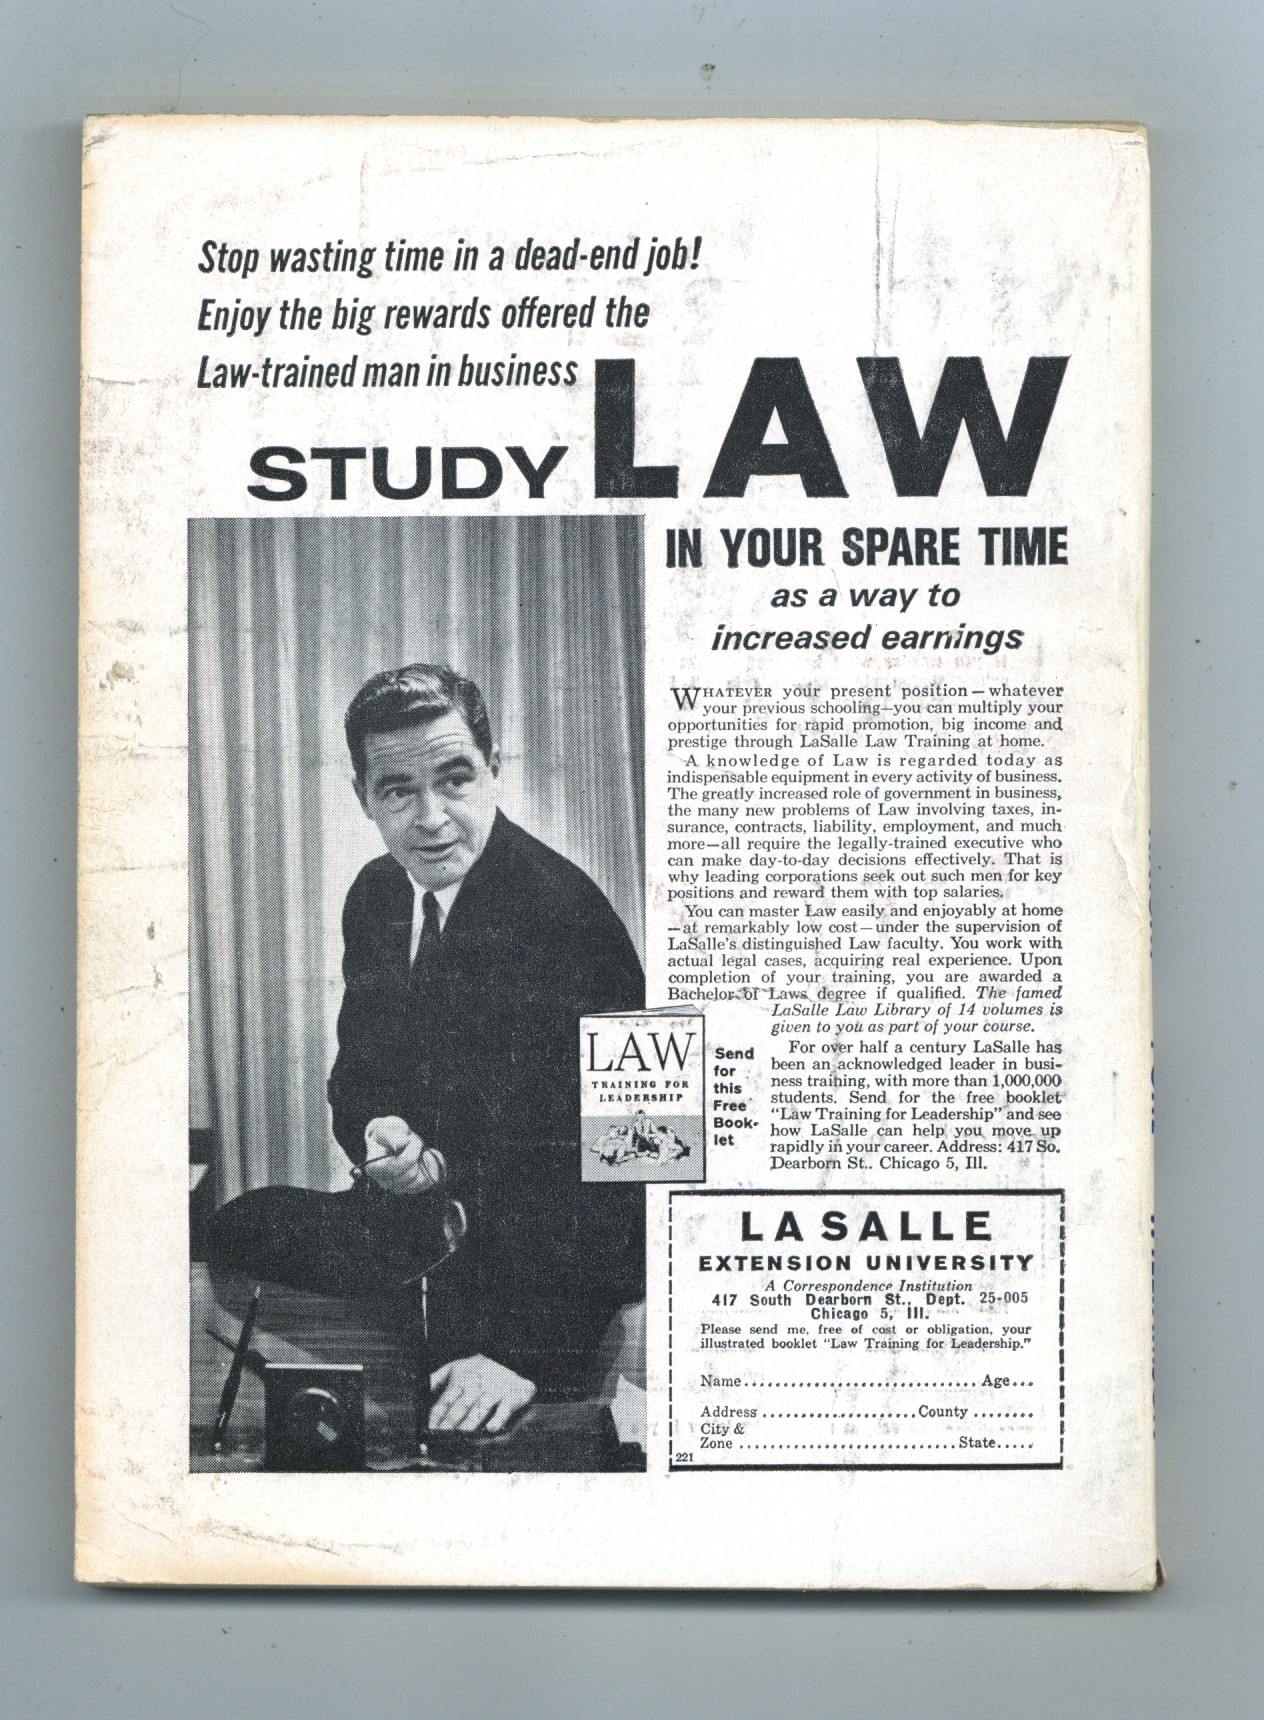 Stop wasting time in a dead-end job!
Enjoy the big rewards offered the
Law-trained man in business
STUDY LAW
IN YOUR SPARE TIME
as a way to
increased earnings
WHATEVER your present position—whatever
your previous schooling—you can multiply your
opportunities for rapid promotion, big income and
prestige through LaSalle Law Training at home.
A knowledge of Law is regarded today as
indispensable equipment in every activity of business.
The greatly increased role of government in business,
the many new problems of Law involving taxes, in-
surance, contracts, liability, employment, and much
more—all require the legally-trained executive who
can make day-to-day decisions effectively. That is
why leading corporations seek out such men for key
positions and reward them with top salaries.
You can master Law easily and enjoyably at home
—at remarkably low cost—under the supervision of
LaSalle's distinguished Law faculty. You work with
actual legal cases, acquiring real experience. Upon
completion of your training, you are awarded a
Bachelor of Laws degree if qualified. The famed
LaSalle Law Library of 14 volumes is
given to you as part of your course.
For over half a century LaSalle has
been an acknowledged leader in busi-
ness training, with more than 1,000,000
students. Send for the free booklet
“Law Training for Leadership” and see
how LaSalle can help you move up
rapidly in your career. Address: 417 So.
Dearborn St., Chicago 5, Ill.
LAW
TRAINING FOR
LEADERSHIP
Send
for
this
Free
Book-
let
LA SALLE
EXTENSION UNIVERSITY
A Correspondence Institution
417 South Dearborn St., Dept. 25-005
Chicago 5, Ill.
Please send me, free of cost or obligation, your
illustrated booklet “Law Training for Leadership.”
Name............................ Age...
Address ...................County ........
City &
Zone ...........................State.....
221